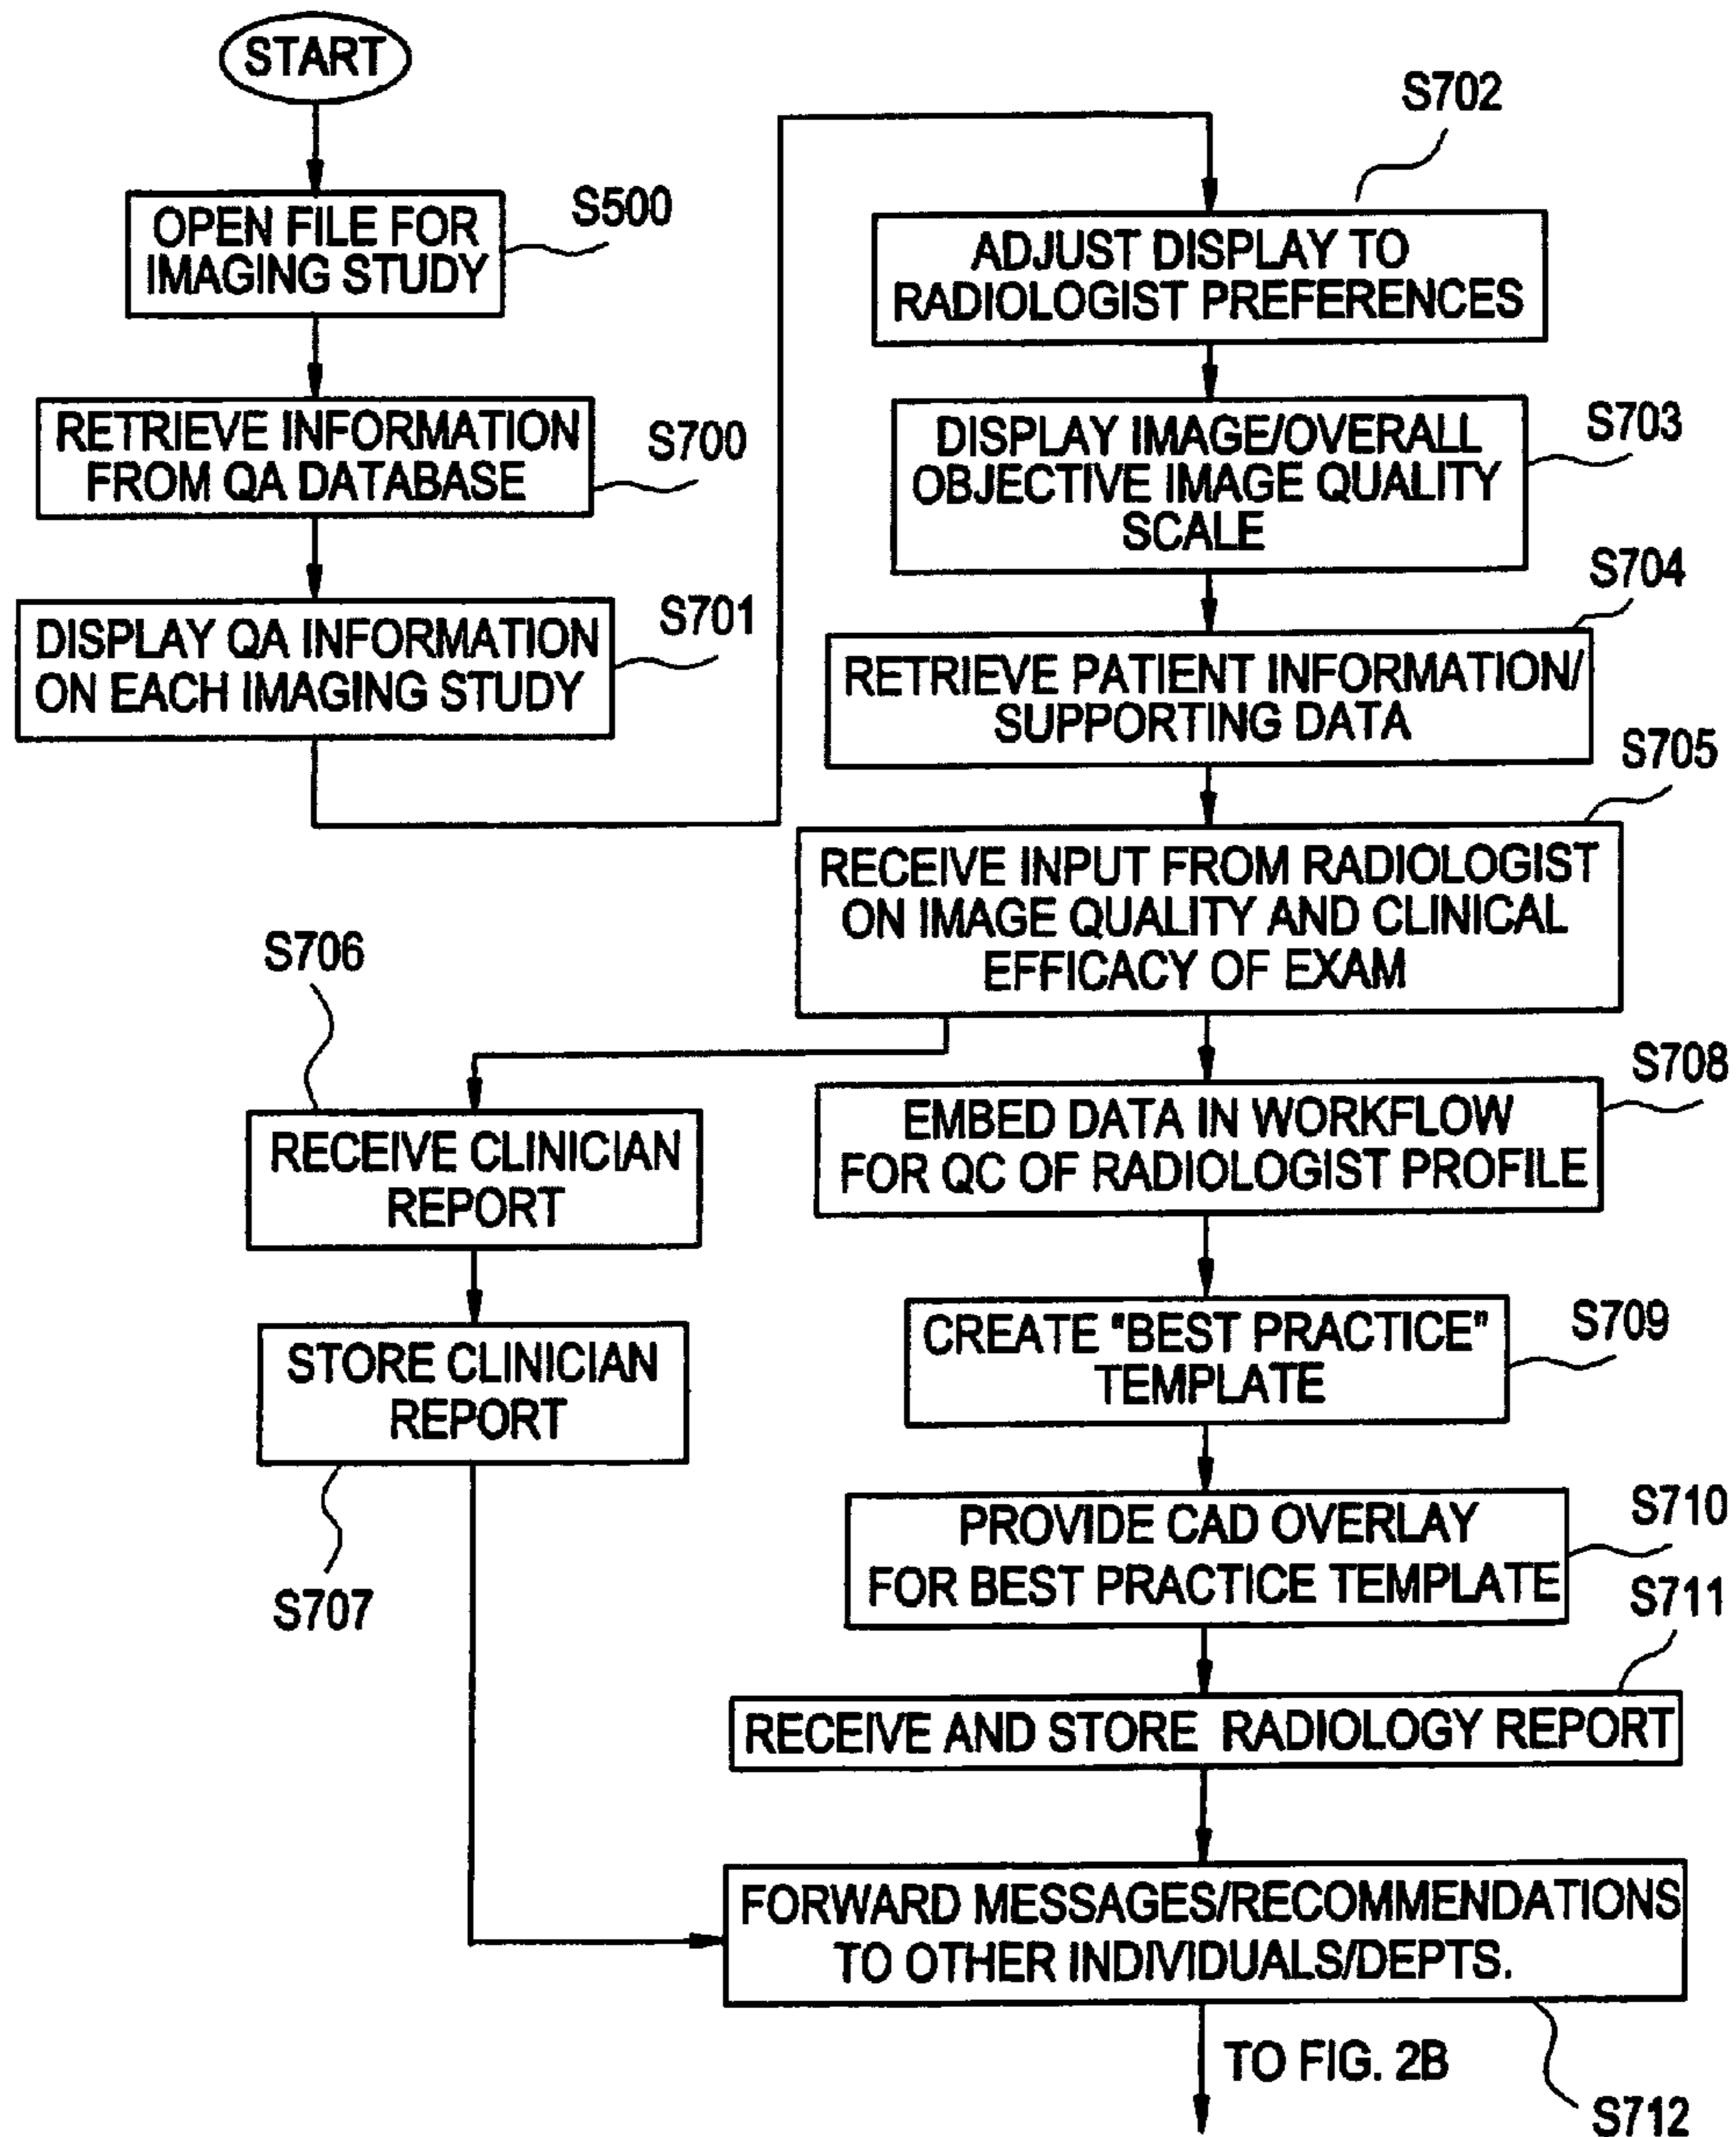 START
OPEN FILE FOR
IMAGING STUDY
S500
RETRIEVE INFORMATION
FROM QA DATABASE
S700
DISPLAY QA INFORMATION
ON EACH IMAGING STUDY
S701
S702
ADJUST DISPLAY TO
RADIOLOGIST PREFERENCES
DISPLAY IMAGE/OVERALL
OBJECTIVE IMAGE QUALITY
SCALE
S703
S704
RETRIEVE PATIENT INFORMATION/
SUPPORTING DATA
S705
RECEIVE INPUT FROM RADIOLOGIST
ON IMAGE QUALITY AND CLINICAL
EFFICACY OF EXAM
S706
RECEIVE CLINICIAN
REPORT
STORE CLINICIAN
REPORT
S707
S708
EMBED DATA IN WORKFLOW
FOR QC OF RADIOLOGIST PROFILE
CREATE "BEST PRACTICE"
TEMPLATE
S709
PROVIDE CAD OVERLAY
FOR BEST PRACTICE TEMPLATE
S710
S711
RECEIVE AND STORE RADIOLOGY REPORT
FORWARD MESSAGES/RECOMMENDATIONS
TO OTHER INDIVIDUALS/DEPTS.
TO FIG. 2B
S712